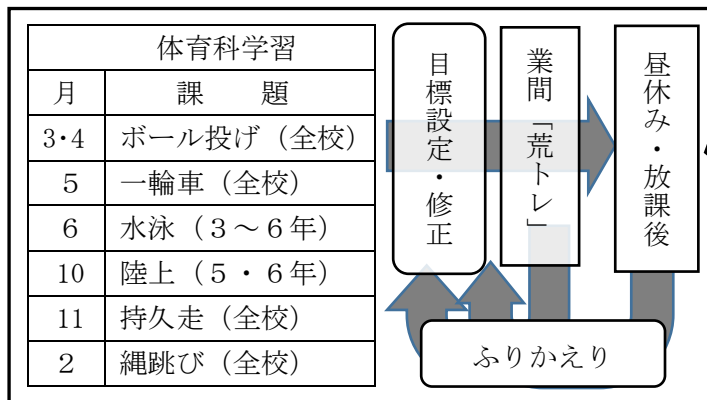 体育科学習
月 課 題
3・4 ボール投げ（全校）
5 一輪車（全校）
6 水泳（３～６年）
10 陸上（５・６年）
11 持久走（全校）
2 縄跳び（全校）
目標設定・修正
業間「荒トレ」
昼休み・放課後
ふりかえり